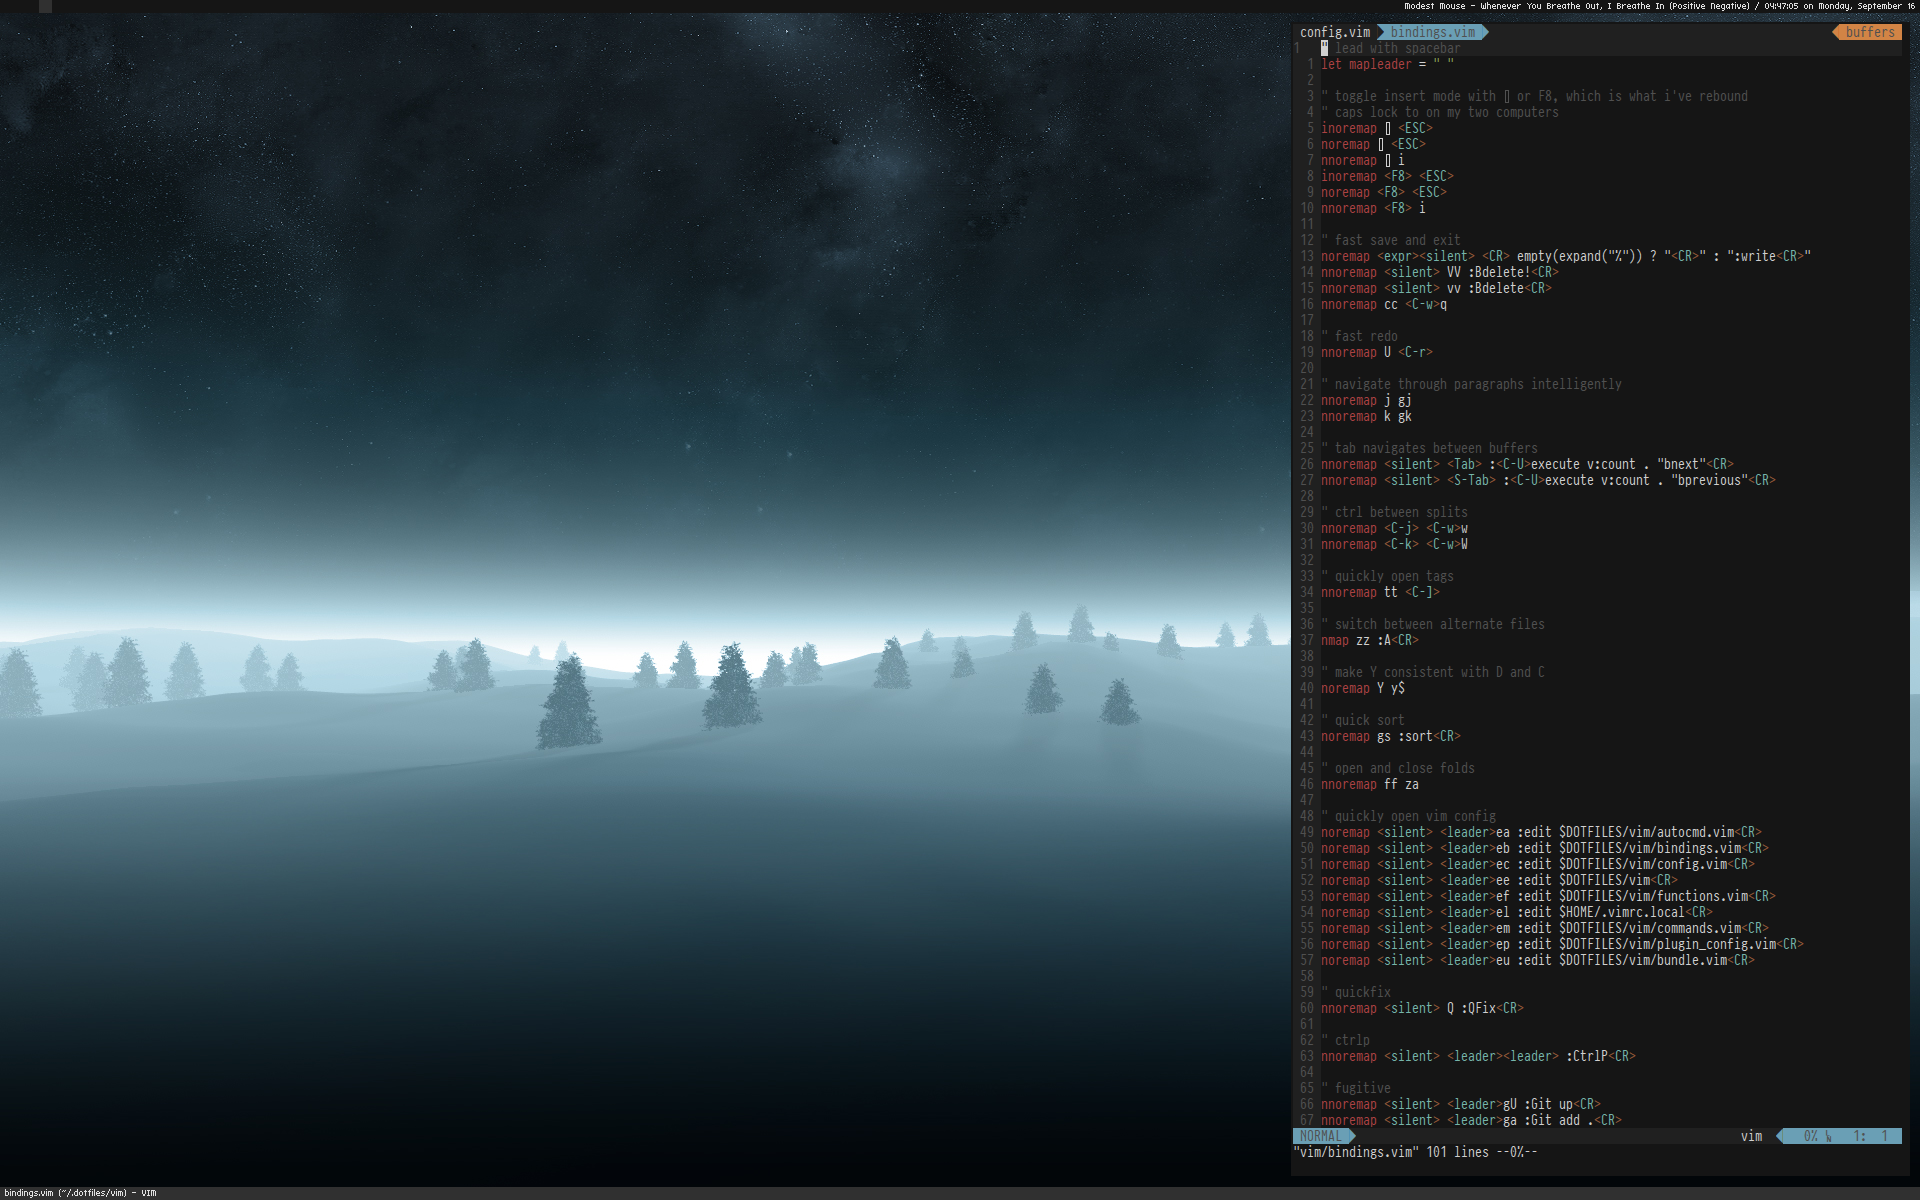 Modest Mouse - Whenever You Breathe Out, I Breathe In (Positive Negative) / 04:47:05 on Monday, September 16
config.vim bindings.vim buffers
1 " lead with spacebar
1 let mapleader = " "
2
3 " toggle insert mode with [] or F8, which is what i've rebound
4 " caps lock to on my two computers
5 inoremap [] <ESC>
6 noremap [] <ESC>
7 nnoremap [] i
8 inoremap <F8> <ESC>
9 noremap <F8> <ESC>
10 nnoremap <F8> i
11
12 " fast save and exit
13 noremap <expr><silent> <CR> empty(expand("%")) ? "<CR>" : ":write<CR>"
14 nnoremap <silent> VV :Bdelete!<CR>
15 nnoremap <silent> vv :Bdelete<CR>
16 nnoremap cc <C-w>q
17
18 " fast redo
19 nnoremap U <C-r>
20
21 " navigate through paragraphs intelligently
22 nnoremap j gj
23 nnoremap k gk
24
25 " tab navigates between buffers
26 nnoremap <silent> <Tab> :<C-U>execute v:count . "bnext"<CR>
27 nnoremap <silent> <S-Tab> :<C-U>execute v:count . "bprevious"<CR>
28
29 " ctrl between splits
30 nnoremap <C-j> <C-w>w
31 nnoremap <C-k> <C-w>W
32
33 " quickly open tags
34 nnoremap tt <C-]>
35
36 " switch between alternate files
37 nmap zz :A<CR>
38
39 " make Y consistent with D and C
40 noremap Y y$
41
42 " quick sort
43 noremap gs :sort<CR>
44
45 " open and close folds
46 nnoremap ff za
47
48 " quickly open vim config
49 noremap <silent> <leader>ea :edit $DOTFILES/vim/autocmd.vim<CR>
50 noremap <silent> <leader>eb :edit $DOTFILES/vim/bindings.vim<CR>
51 noremap <silent> <leader>ec :edit $DOTFILES/vim/config.vim<CR>
52 noremap <silent> <leader>ee :edit $DOTFILES/vim<CR>
53 noremap <silent> <leader>ef :edit $DOTFILES/vim/functions.vim<CR>
54 noremap <silent> <leader>el :edit $HOME/.vimrc.local<CR>
55 noremap <silent> <leader>em :edit $DOTFILES/vim/commands.vim<CR>
56 noremap <silent> <leader>ep :edit $DOTFILES/vim/plugin_config.vim<CR>
57 noremap <silent> <leader>eu :edit $DOTFILES/vim/bundle.vim<CR>
58
59 " quickfix
60 nnoremap <silent> Q :QFix<CR>
61
62 " ctrlp
63 nnoremap <silent> <leader><leader> :CtrlP<CR>
64
65 " fugitive
66 nnoremap <silent> <leader>gU :Git up<CR>
67 nnoremap <silent> <leader>ga :Git add .<CR>
NORMAL vim 0% 1: 1
"vim/bindings.vim" 101 lines --0%--
bindings.vim (~/.dotfiles/vim) - VIM